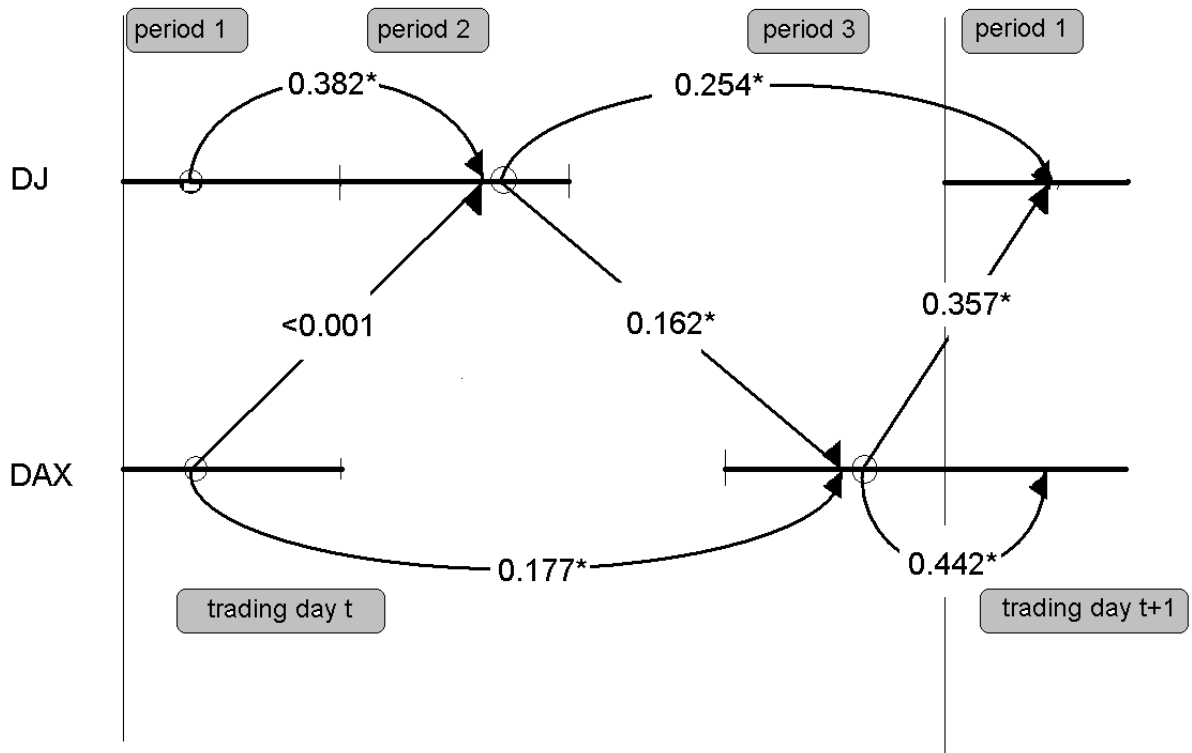 period 1
period 2
period 3
period 1
0.382*
0.254*
DJ
<0.001
0.162*
0.357*
DAX
0.177*
0.442*
trading day t
trading day t+1